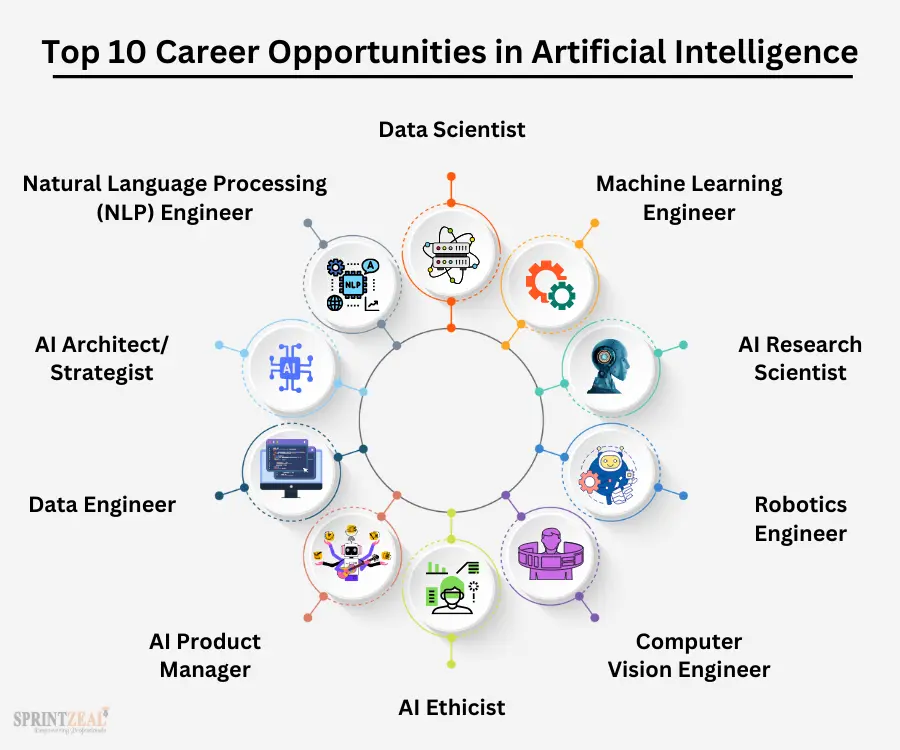 Top 10 Career Opportunities in Artificial Intelligence
Data Scientist
Natural Language Processing
(NLP) Engineer
Machine Learning
Engineer
A
NLP
AI Architect/
Strategist
AI
AI Research
Scientist
Data Engineer
Robotics
Engineer
AI Product
Manager
Computer
Vision Engineer
AI Ethicist
SPRINTZEAL
Empowering Professionals